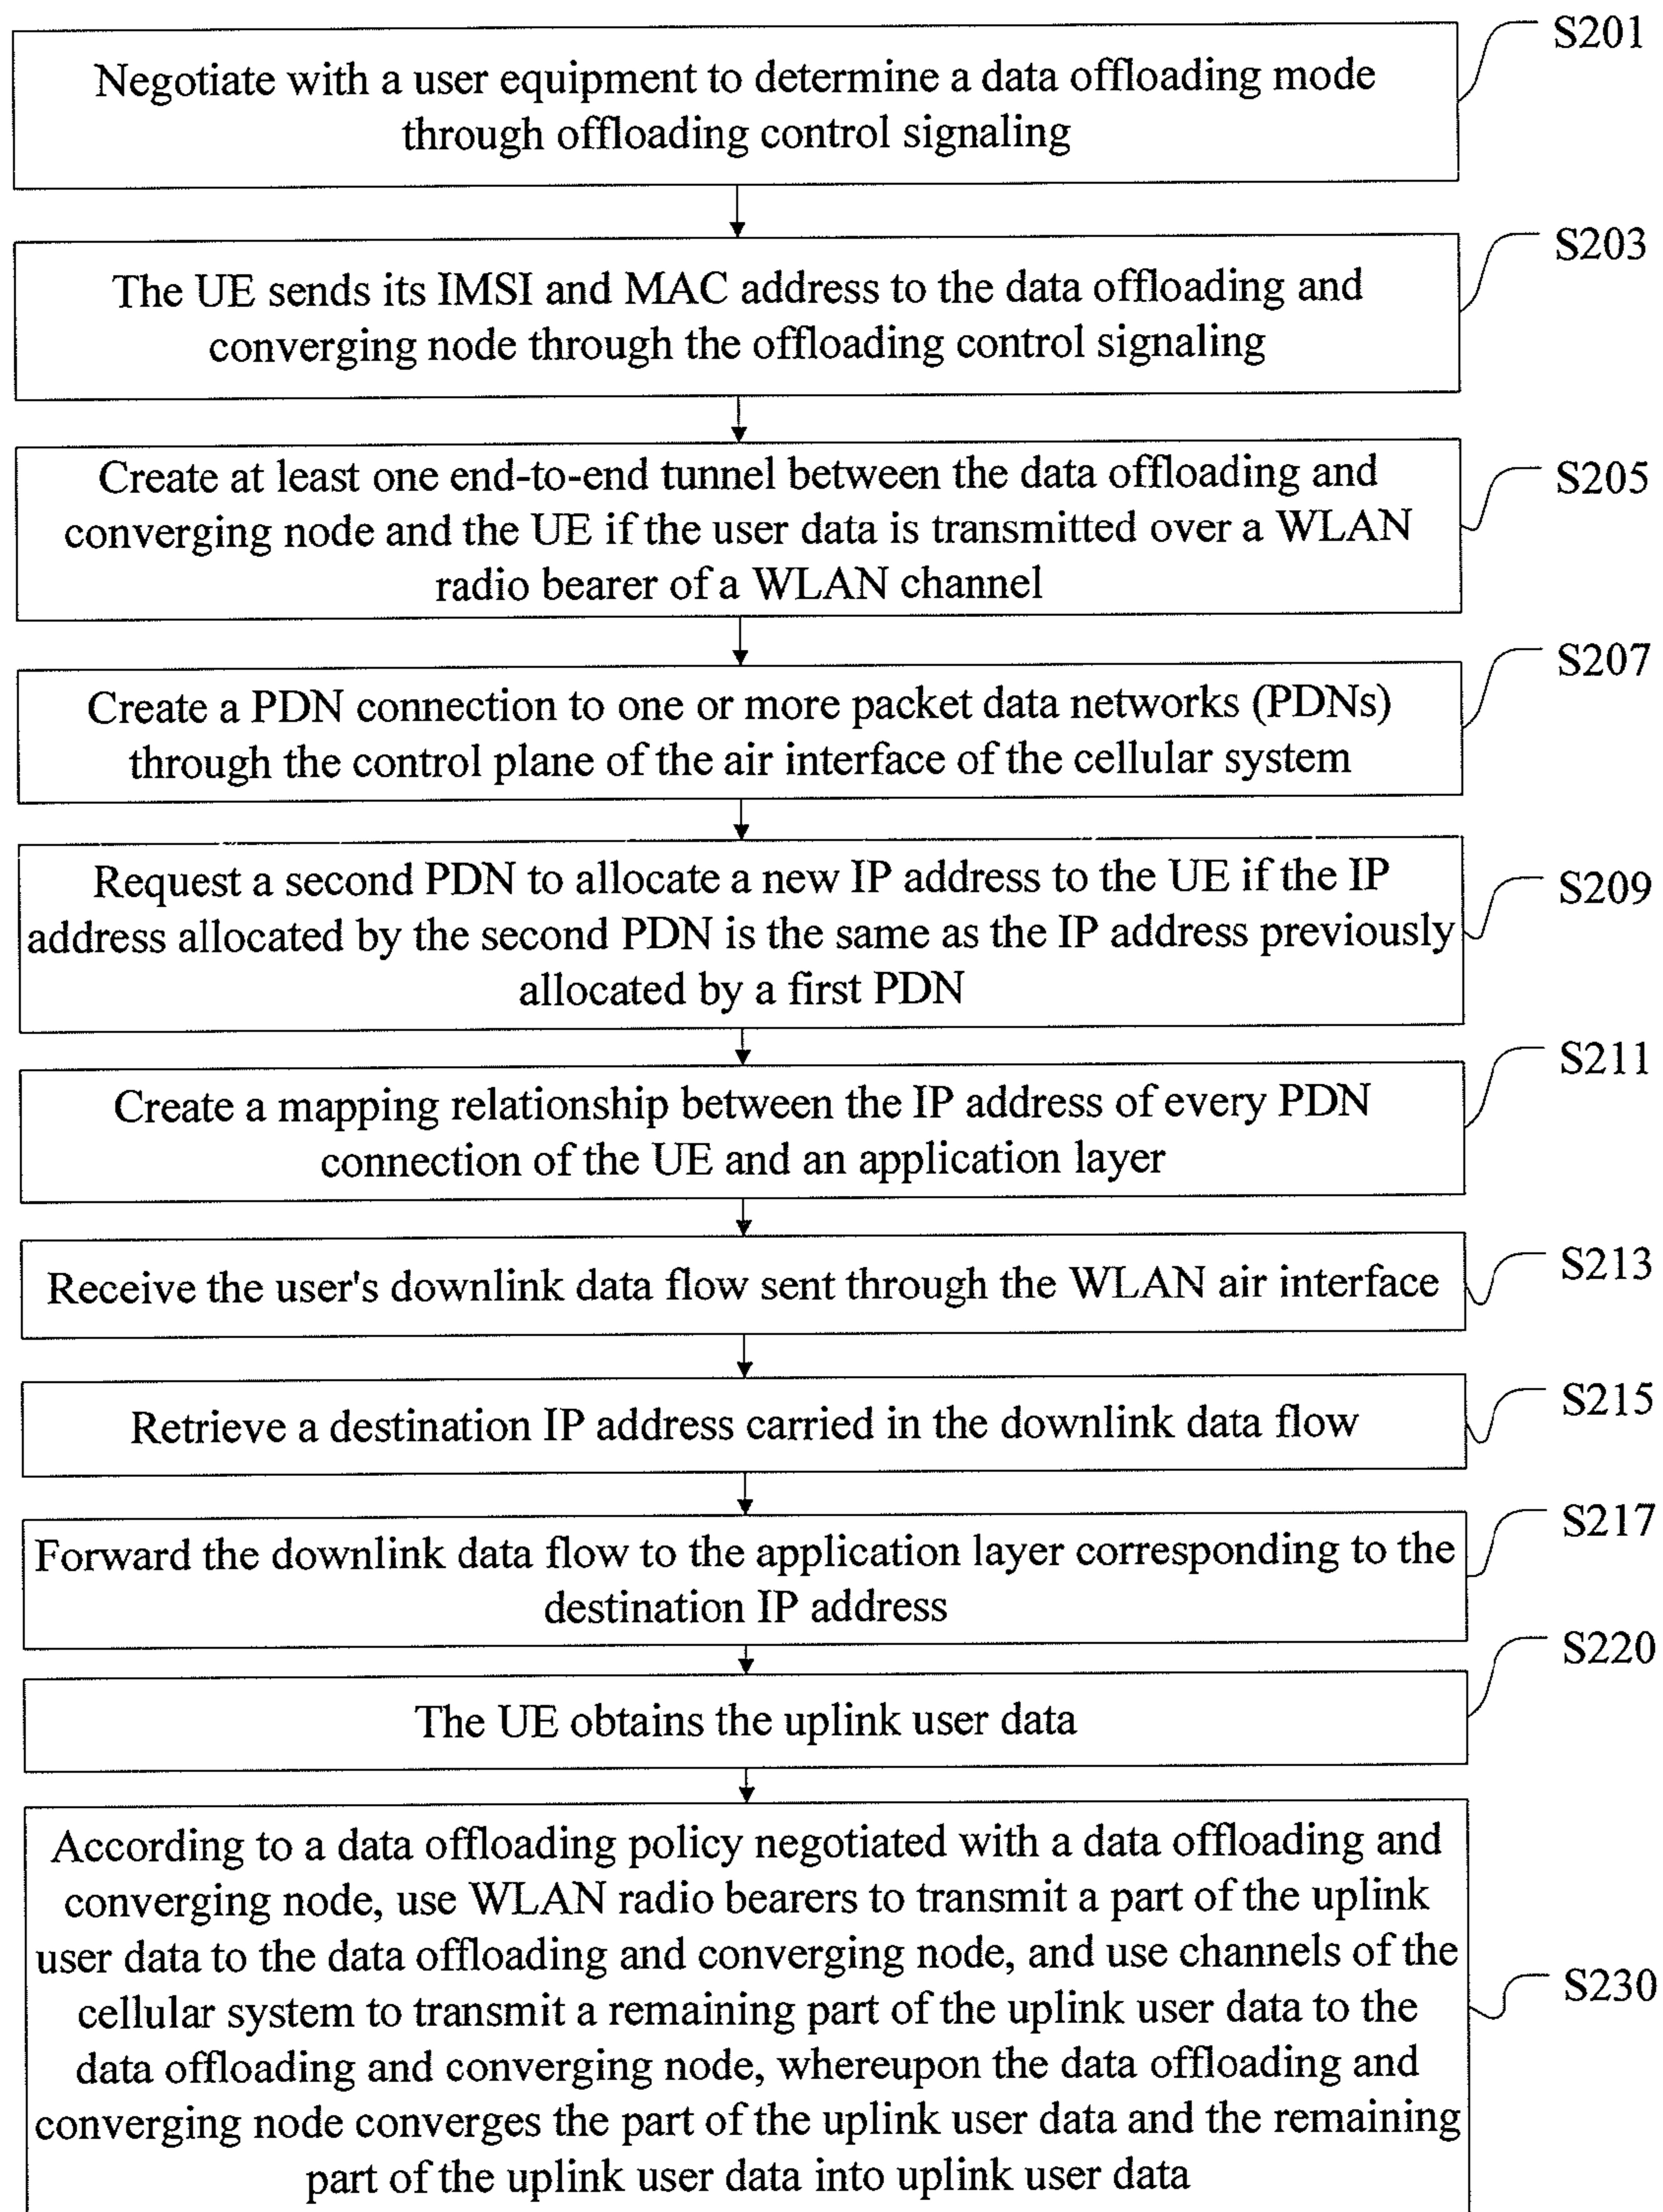 S201
Negotiate with a user equipment to determine a data offloading mode
through offloading control signaling
S203
The UE sends its IMSI and MAC address to the data offloading and
converging node through the offloading control signaling
S205
Create at least one end-to-end tunnel between the data offloading and
converging node and the UE if the user data is transmitted over a WLAN
radio bearer of a WLAN channel
S207
Create a PDN connection to one or more packet data networks (PDNs)
through the control plane of the air interface of the cellular system
S209
Request a second PDN to allocate a new IP address to the UE if the IP
address allocated by the second PDN is the same as the IP address previously
allocated by a first PDN
S211
Create a mapping relationship between the IP address of every PDN
connection of the UE and an application layer
S213
Receive the user's downlink data flow sent through the WLAN air interface
S215
Retrieve a destination IP address carried in the downlink data flow
S217
Forward the downlink data flow to the application layer corresponding to the
destination IP address
S220
The UE obtains the uplink user data
S230
According to a data offloading policy negotiated with a data offloading and
converging node, use WLAN radio bearers to transmit a part of the uplink
user data to the data offloading and converging node, and use channels of the
cellular system to transmit a remaining part of the uplink user data to the
data offloading and converging node, whereupon the data offloading and
converging node converges the part of the uplink user data and the remaining
part of the uplink user data into uplink user data